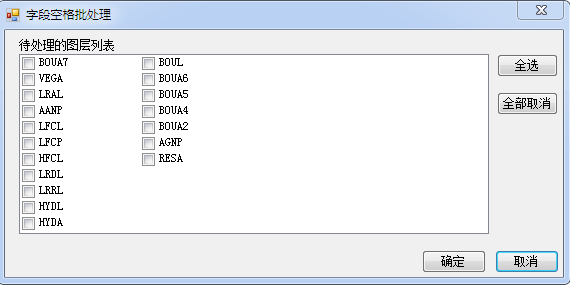 字段空格批处理
待处理的图层列表
BOUA7
VEGA
LRAL
AANP
LFCL
LFCP
HFCL
LRDL
LRRL
HYDL
HYDA
BOUL
BOUA6
BOUA5
BOUA4
BOUA2
AGNP
RESA
全选
全部取消
确定
取消